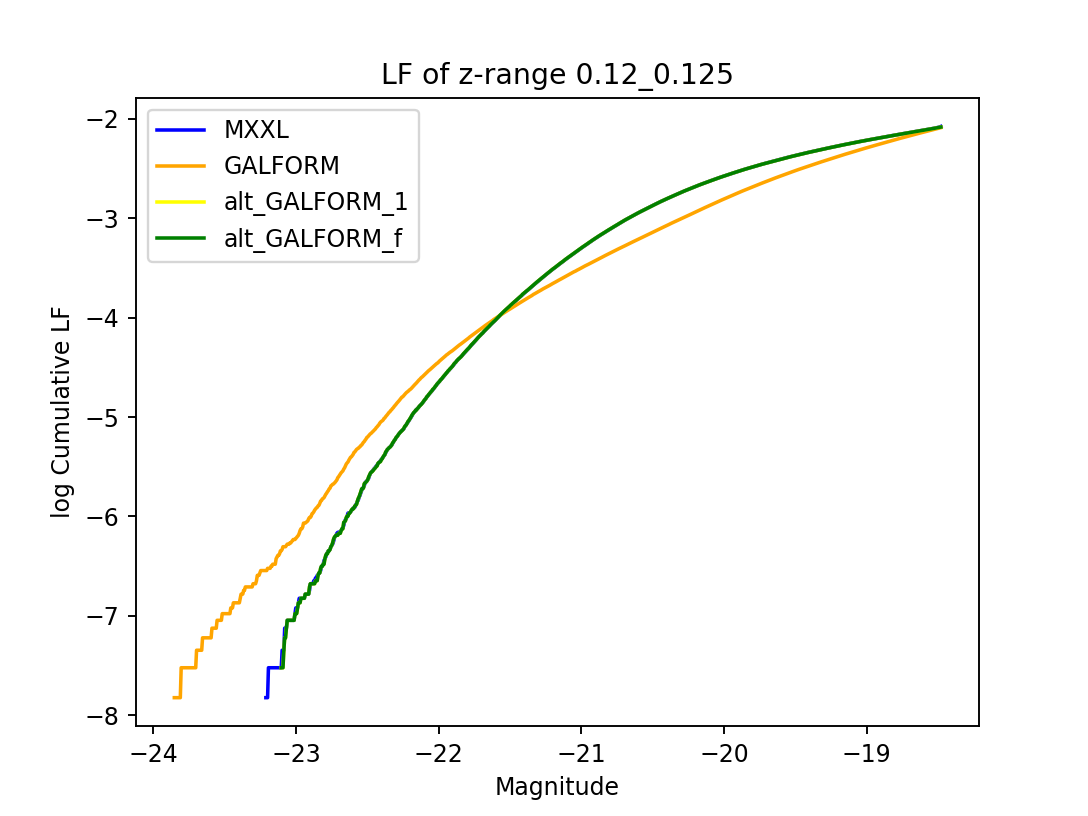 LF of z-range 0.12_0.125
MXXL
GALFORM
alt_GALFORM_1
alt_GALFORM_f
log Cumulative LF
−2
−3
−4
−5
−6
−7
−8
−24
−23
−22
−21
−20
−19
Magnitude